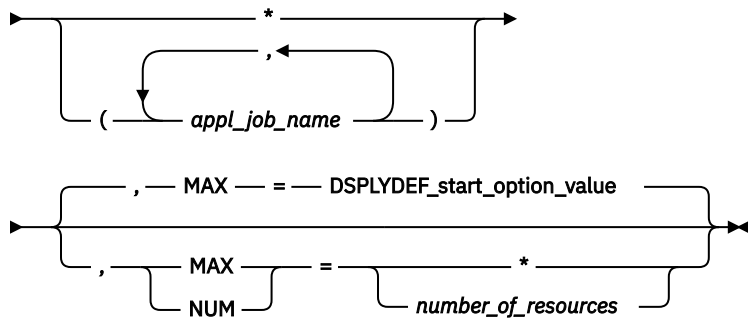 *
,
( appl_job_name )
, MAX = DSPLYDEF_start_option_value
, MAX = *
NUM number_of_resources